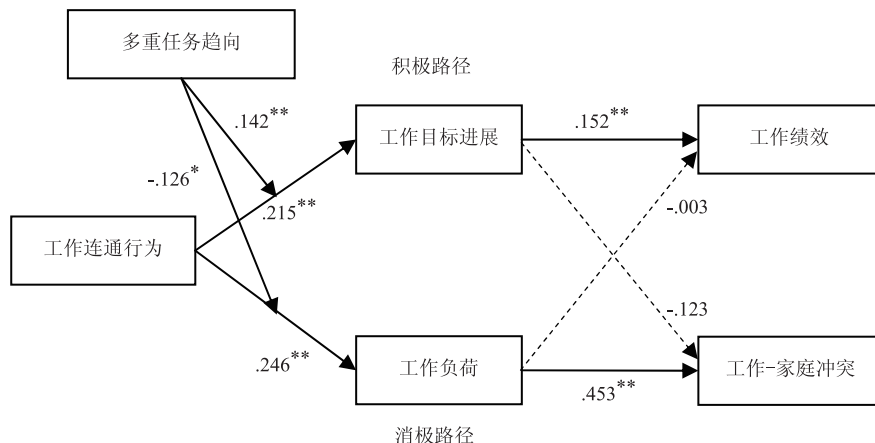 多重任务趋向
积极路径
.142**
工作目标进展
.152**
工作绩效
-.126*
.215**
-.003
工作连通行为
-.123
.246**
工作负荷
.453**
工作-家庭冲突
消极路径